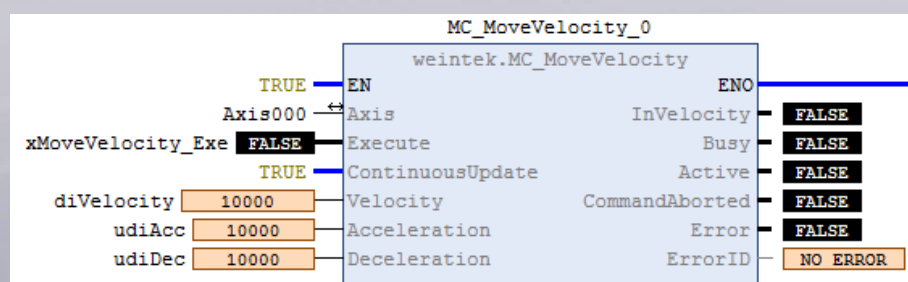 MC_MoveVelocity_0
weintek.MC_MoveVelocity
TRUE EN ENO
Axis000 Axis InVelocity FALSE
xMoveVelocity_Exe FALSE Execute Busy FALSE
TRUE ContinuousUpdate Active FALSE
diVelocity 10000 Velocity CommandAborted FALSE
udiAcc 10000 Acceleration Error FALSE
udiDec 10000 Deceleration ErrorID NO ERROR